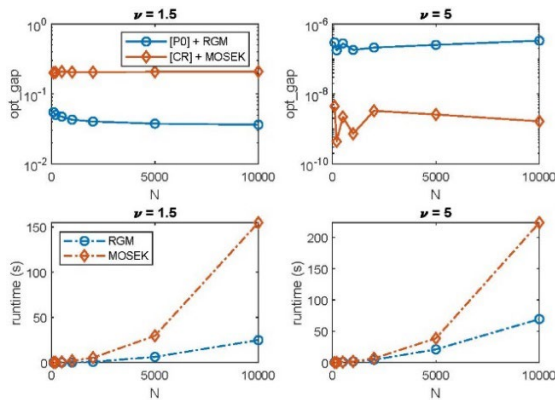 ν = 1.5
ν = 5
opt_gap
10^0
10^-1
10^-2
[P0] + RGM
[CR] + MOSEK
0
5000
10000
N
opt_gap
10^-6
10^-8
10^-10
0
5000
10000
N
ν = 1.5
ν = 5
runtime (s)
150
100
50
0
RGM
MOSEK
0
5000
10000
N
runtime (s)
200
150
100
50
0
0
5000
10000
N